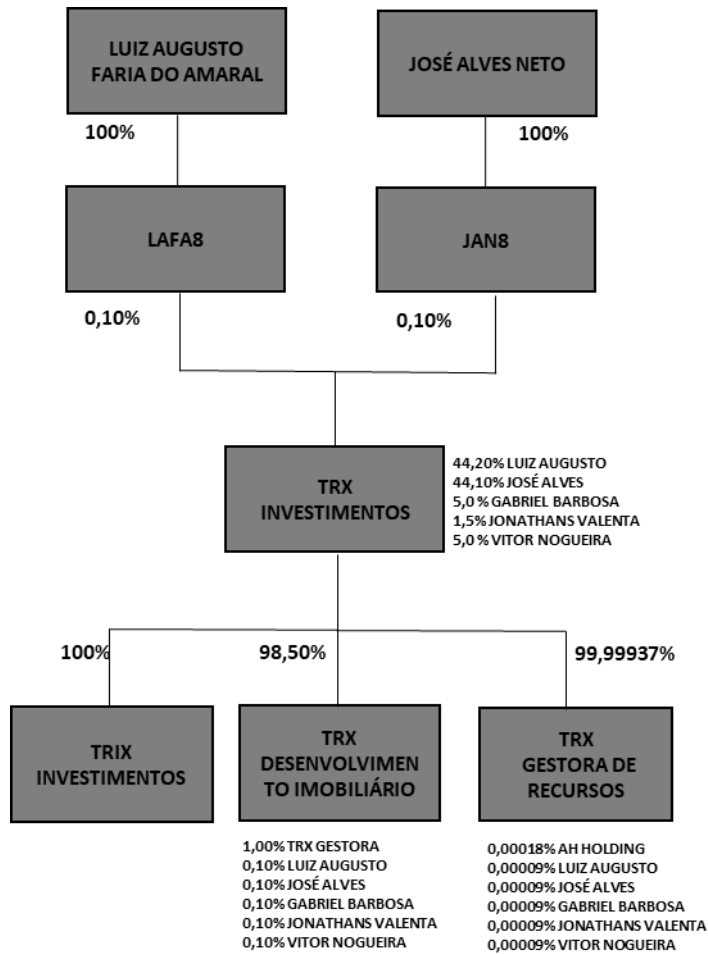 LUIZ AUGUSTO
FARIA DO AMARAL
JOSÉ ALVES NETO
100%
100%
LAFA8
JAN8
0,10%
0,10%
TRX
INVESTIMENTOS
44,20% LUIZ AUGUSTO
44,10% JOSÉ ALVES
5,0 % GABRIEL BARBOSA
1,5% JONATHANS VALENTA
5,0 % VITOR NOGUEIRA
100%
98,50%
99,99937%
TRIX
INVESTIMENTOS
TRX
DESENVOLVIMEN
TO IMOBILIÁRIO
TRX
GESTORA DE
RECURSOS
1,00% TRX GESTORA
0,10% LUIZ AUGUSTO
0,10% JOSÉ ALVES
0,10% GABRIEL BARBOSA
0,10% JONATHANS VALENTA
0,10% VITOR NOGUEIRA
0,00018% AH HOLDING
0,00009% LUIZ AUGUSTO
0,00009% JOSÉ ALVES
0,00009% GABRIEL BARBOSA
0,00009% JONATHANS VALENTA
0,00009% VITOR NOGUEIRA